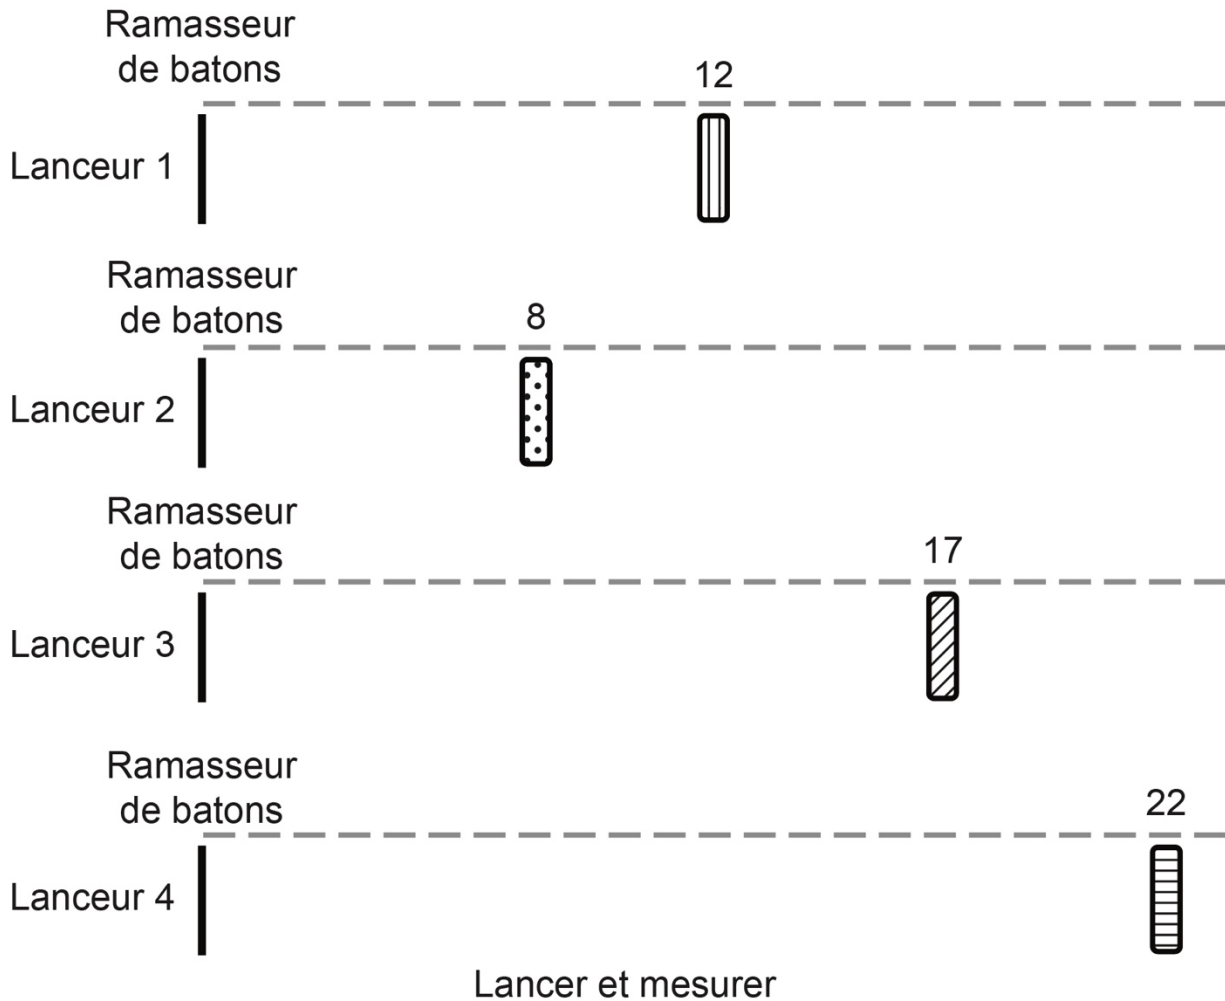 Ramasseur
de batons
12
Lanceur 1
Ramasseur
de batons
8
Lanceur 2
Ramasseur
de batons
17
Lanceur 3
Ramasseur
de batons
22
Lanceur 4
Lancer et mesurer